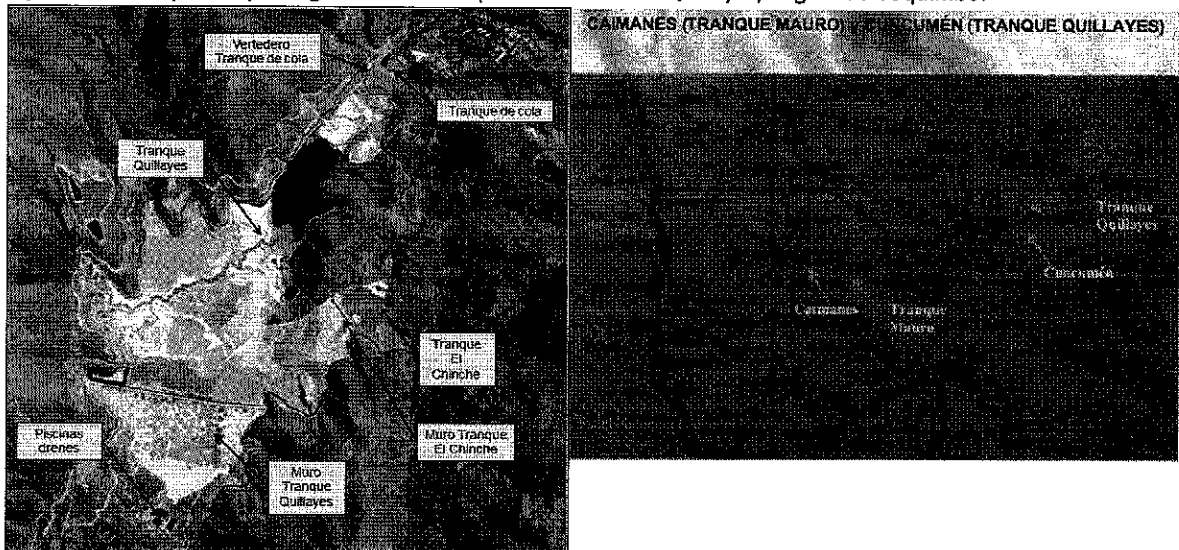 CAIMANES (TRANQUE MAURO) y CUNCUMEN (TRANQUE QUILLAYES)
Vertedero
Tranque de cola
Tranque de cola
Tranque
Quillayes
Tranque
El
Chinche
Muro Tranque
El Chinche
Piscinas
drenes
Muro
Tranque
Quillayes
Tranque
Quillayes
Cuncumén
Caimanes
Tranque
Mauro